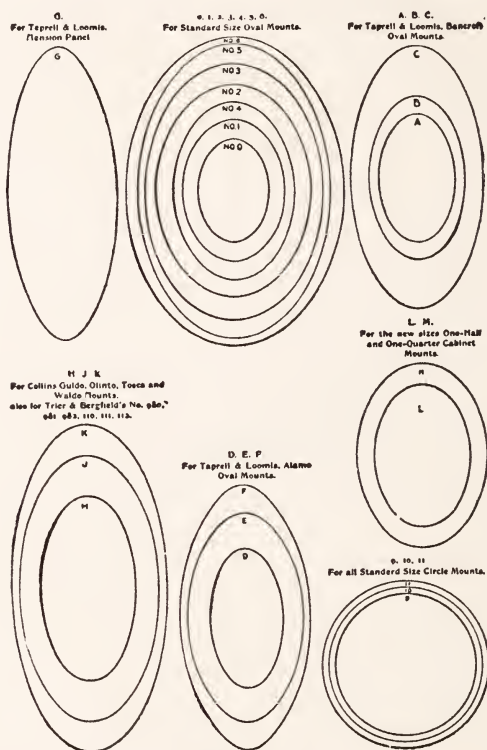 G.
For Taprell & Loomis.
Mension Panel
G
0. 1. 2. 3. 4. 5. 6.
For Standard Size Oval Mounts.
NO. 6
NO. 5
NO. 3
NO. 2
NO. 4
NO. 1
NO. 0
A. B. C.
For Taprell & Loomis, Bancroft
Oval Mounts.
C
B
A
L. M.
For the new sizes One-Half
and One-Quarter Cabinet
Mounts.
M
L
H J K
For Collins Guido, Olinto, Tosca and
Waldo Mounts.
also for Trier & Bergfield's No. 980,
981 982, 110, 111, 112.
K
J
H
D. E. F
For Taprell & Loomis, Alamo
Oval Mounts.
F
E
D
9. 10. 11
For all Standerd Size Circle Mounts.
11
10
9